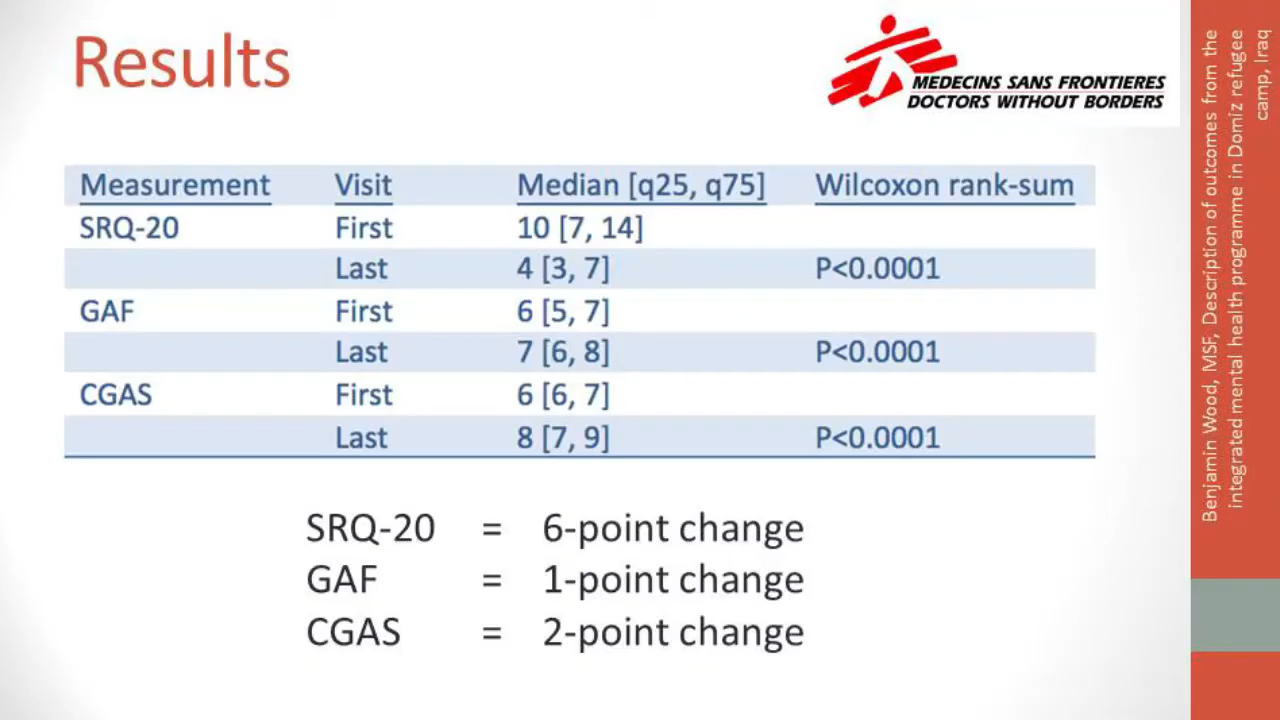 Results
MEDECINS SANS FRONTIERES
DOCTORS WITHOUT BORDERS
Measurement Visit Median [q25, q75] Wilcoxon rank-sum
SRQ-20 First 10 [7, 14]
Last 4 [3, 7] P<0.0001
GAF First 6 [5, 7]
Last 7 [6, 8] P<0.0001
CGAS First 6 [6, 7]
Last 8 [7, 9] P<0.0001
SRQ-20 = 6-point change
GAF = 1-point change
CGAS = 2-point change
Benjamin Wood, MSF, Description of outcomes from the
integrated mental health programme in Domiz refugee
camp, Iraq